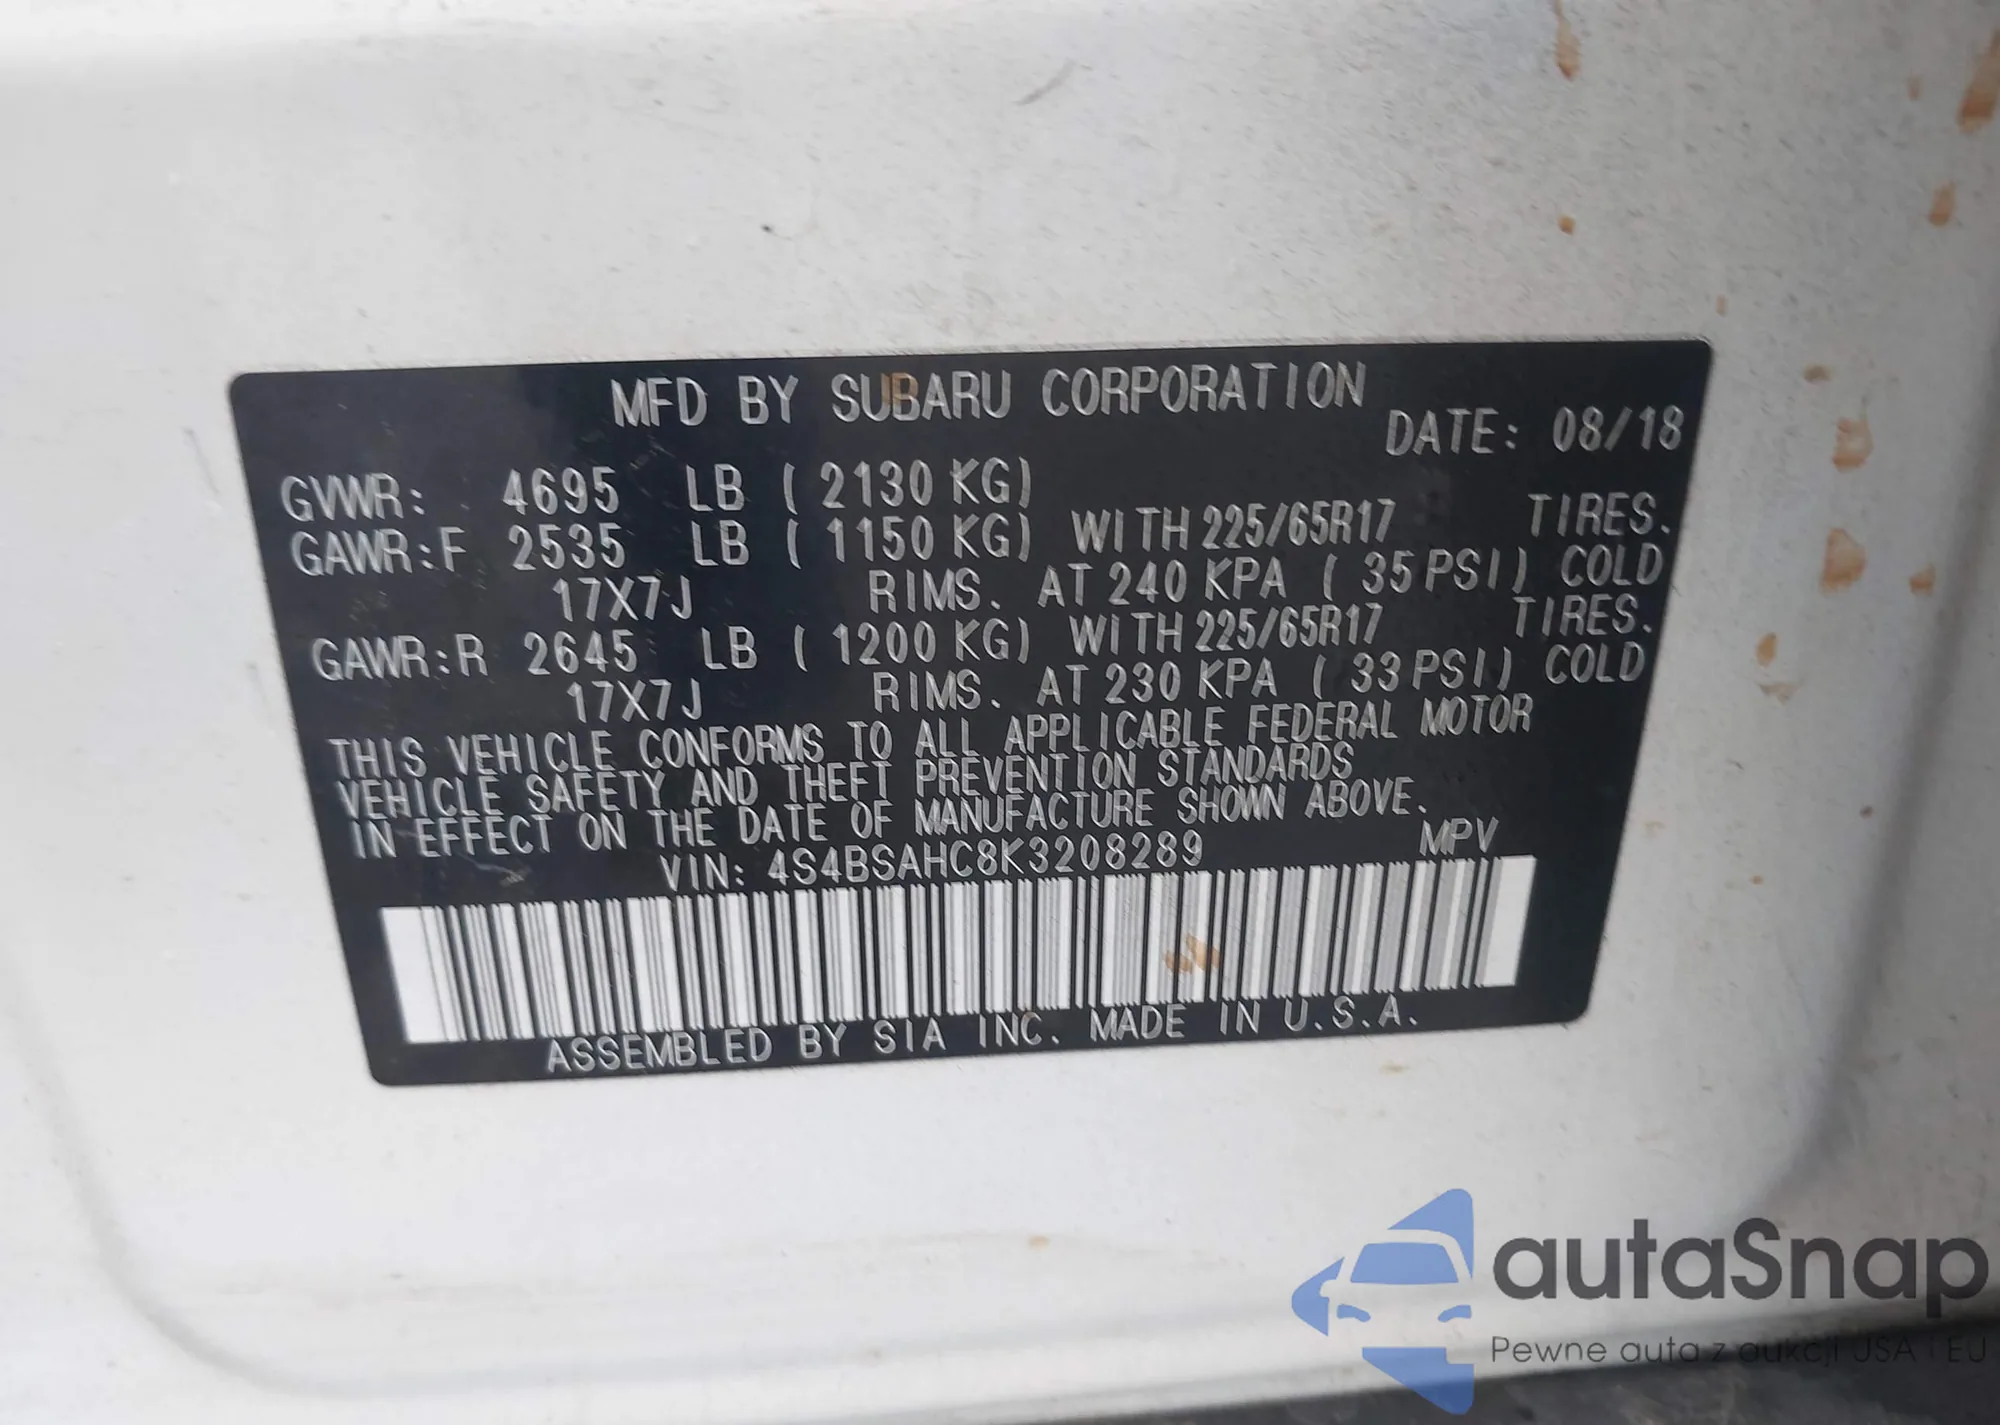 MFD BY SUBARU CORPORATION
DATE: 08/18
GVWR: 4695 LB ( 2130 KG)
GAWR:F 2535 LB ( 1150 KG) WITH 225/65R17 TIRES.
17X7J RIMS. AT 240 KPA ( 35 PSI) COLD
GAWR:R 2645 LB ( 1200 KG) WITH 225/65R17 TIRES.
17X7J RIMS. AT 230 KPA ( 33 PSI) COLD
THIS VEHICLE CONFORMS TO ALL APPLICABLE FEDERAL MOTOR
VEHICLE SAFETY AND THEFT PREVENTION STANDARDS
IN EFFECT ON THE DATE OF MANUFACTURE SHOWN ABOVE.
VIN: 4S4BSAHC8K3208289 MPV
ASSEMBLED BY SIA INC. MADE IN U.S.A.
autaSnap
Pewne auta z aukcji USA i EU